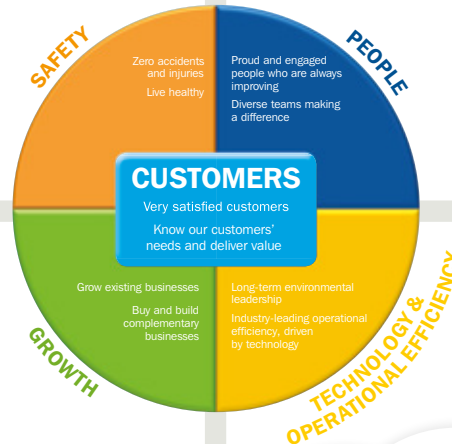 SAFETY
Zero accidents
and injuries
Live healthy
PEOPLE
Proud and engaged
people who are always
improving
Diverse teams making
a difference
CUSTOMERS
Very satisfied customers
Know our customers'
needs and deliver value
GROWTH
Grow existing businesses
Buy and build
complementary
businesses
Long-term environmental
leadership
Industry-leading operational
efficiency, driven
by technology
TECHNOLOGY &
OPERATIONAL EFFICIENCY